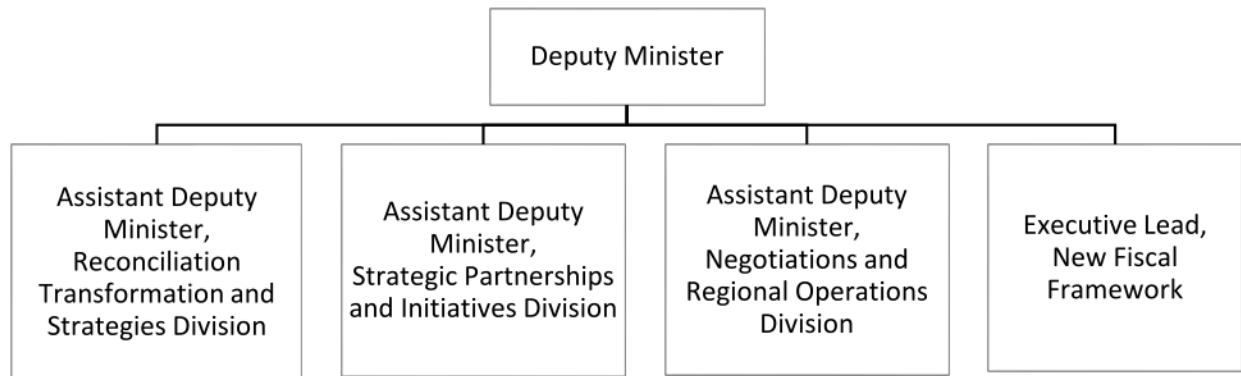 Deputy Minister
Assistant Deputy
Minister,
Reconciliation
Transformation and
Strategies Division
Assistant Deputy
Minister,
Strategic Partnerships
and Initiatives Division
Assistant Deputy
Minister,
Negotiations and
Regional Operations
Division
Executive Lead,
New Fiscal
Framework